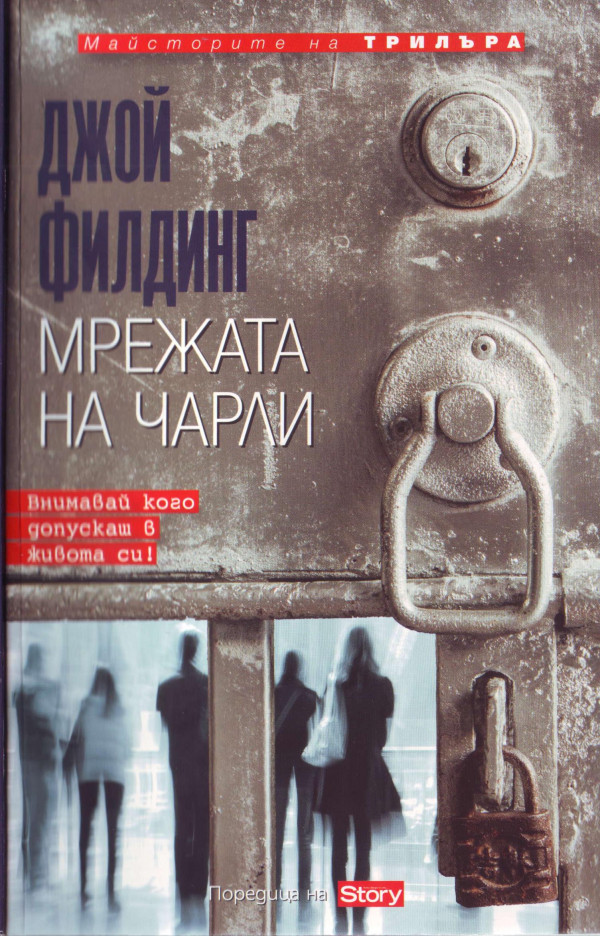 Майсторите на ТРИЛЪРА
ДЖОЙ
ФИЛДИНГ
МРЕЖАТА
НА ЧАРЛИ
Внимавай кого
допускаш в
живота си!
Поредица на Story